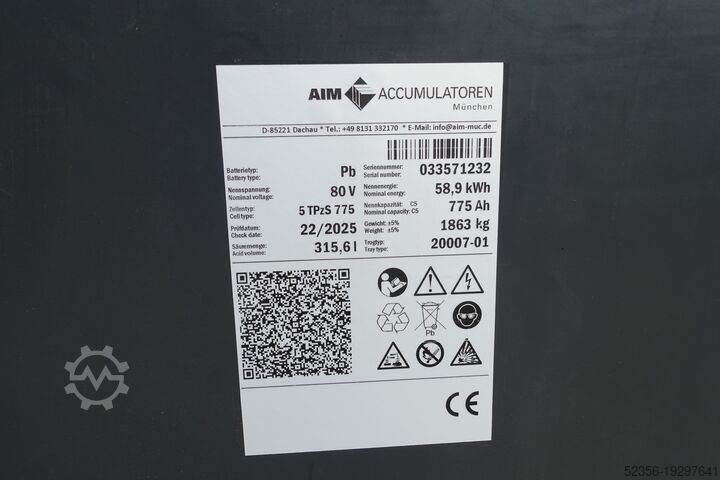 AIM ACCUMULATOREN
München
D-85221 Dachau * Tel.: +49 8131 332170 * E-Mail: info@aim-muc.de
Batterietyp: Pb
Battery type:
Seriennummer: 033571232
Serial number:
Nennspannung: 80 V
Nominal voltage:
Nennenergie: 58,9 kWh
Nominal energy:
Zellentyp: 5 TPzS 775
Cell type:
Nennkapazität: C5 775 Ah
Nominal capacity: C5
Prüfdatum: 22/2025
Check date:
Gewicht: ±5% 1863 kg
Weight: ±5%
Säuremenge: 315,6 l
Acid volume:
Trogtyp: 20007-01
Tray type:
Pb
CE
52356-19297641